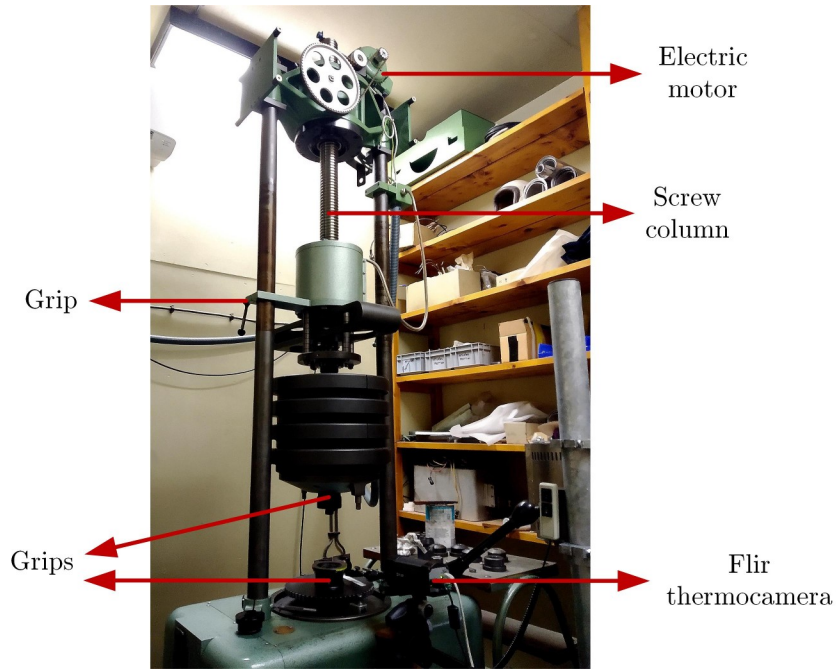 Electric
motor
Screw
column
Grip
Grips
Flir
thermocamera